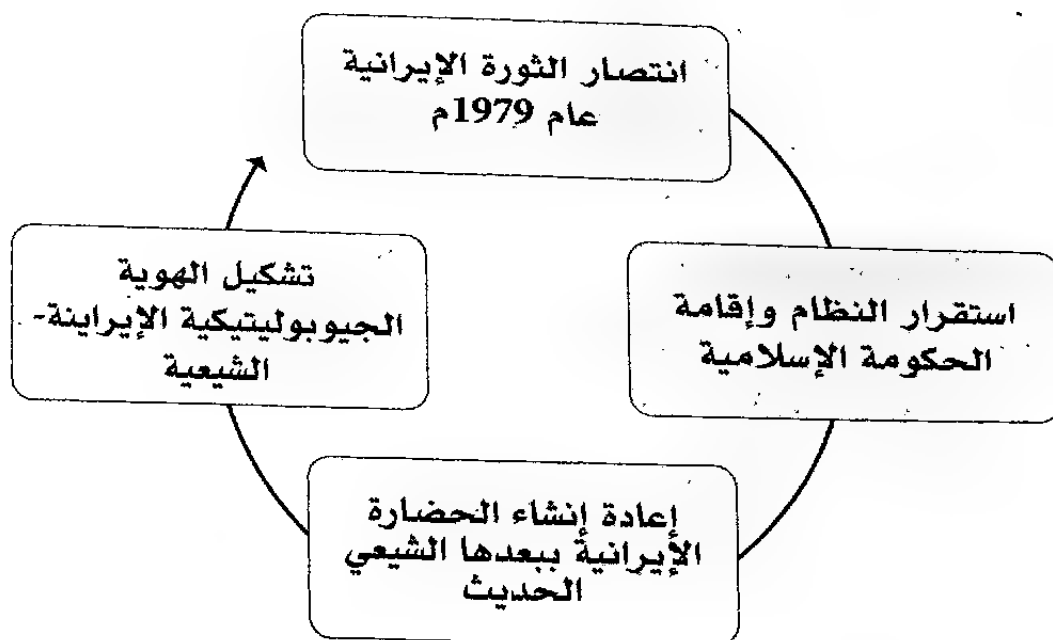 انتصار الثورة الإيرانية
عام 1979م
استقرار النظام وإقامة
الحكومة الإسلامية
إعادة إنشاء الحضارة
الإيرانية ببعدها الشيعي
الحديث
تشكيل الهوية
الجيوبوليتيكية الإيراينة-
الشيعية